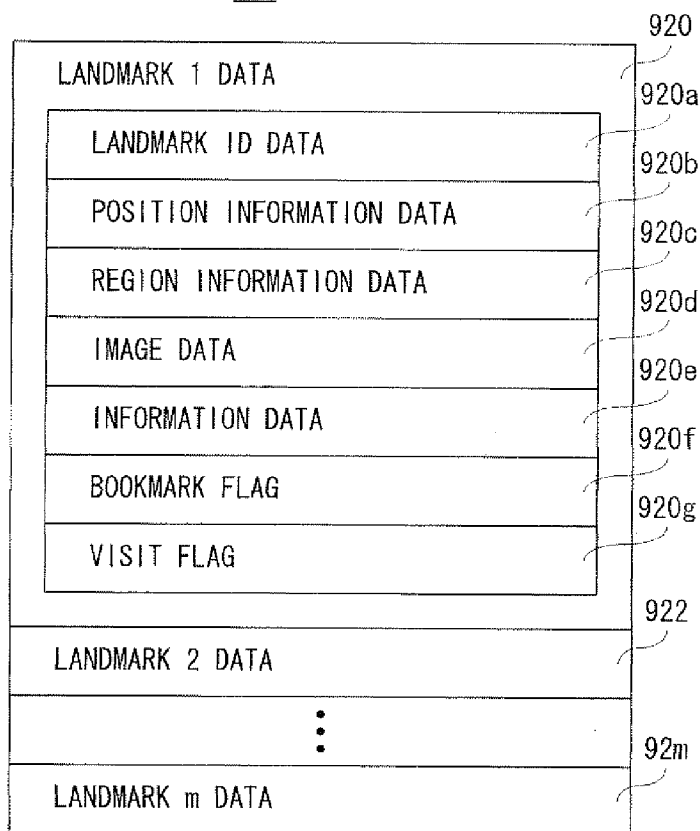 920
LANDMARK 1 DATA
920a
LANDMARK ID DATA
920b
POSITION INFORMATION DATA
920c
REGION INFORMATION DATA
920d
IMAGE DATA
920e
INFORMATION DATA
920f
BOOKMARK FLAG
920g
VISIT FLAG
922
LANDMARK 2 DATA
92m
LANDMARK m DATA